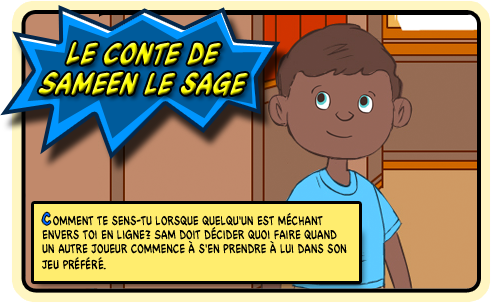 LE CONTE DE
SAMEEN LE SAGE
COMMENT TE SENS-TU LORSQUE QUELQU'UN EST MÉCHANT
ENVERS TOI EN LIGNE? SAM DOIT DÉCIDER QUOI FAIRE QUAND
UN AUTRE JOUEUR COMMENCE À S'EN PRENDRE À LUI DANS SON
JEU PRÉFÉRÉ.